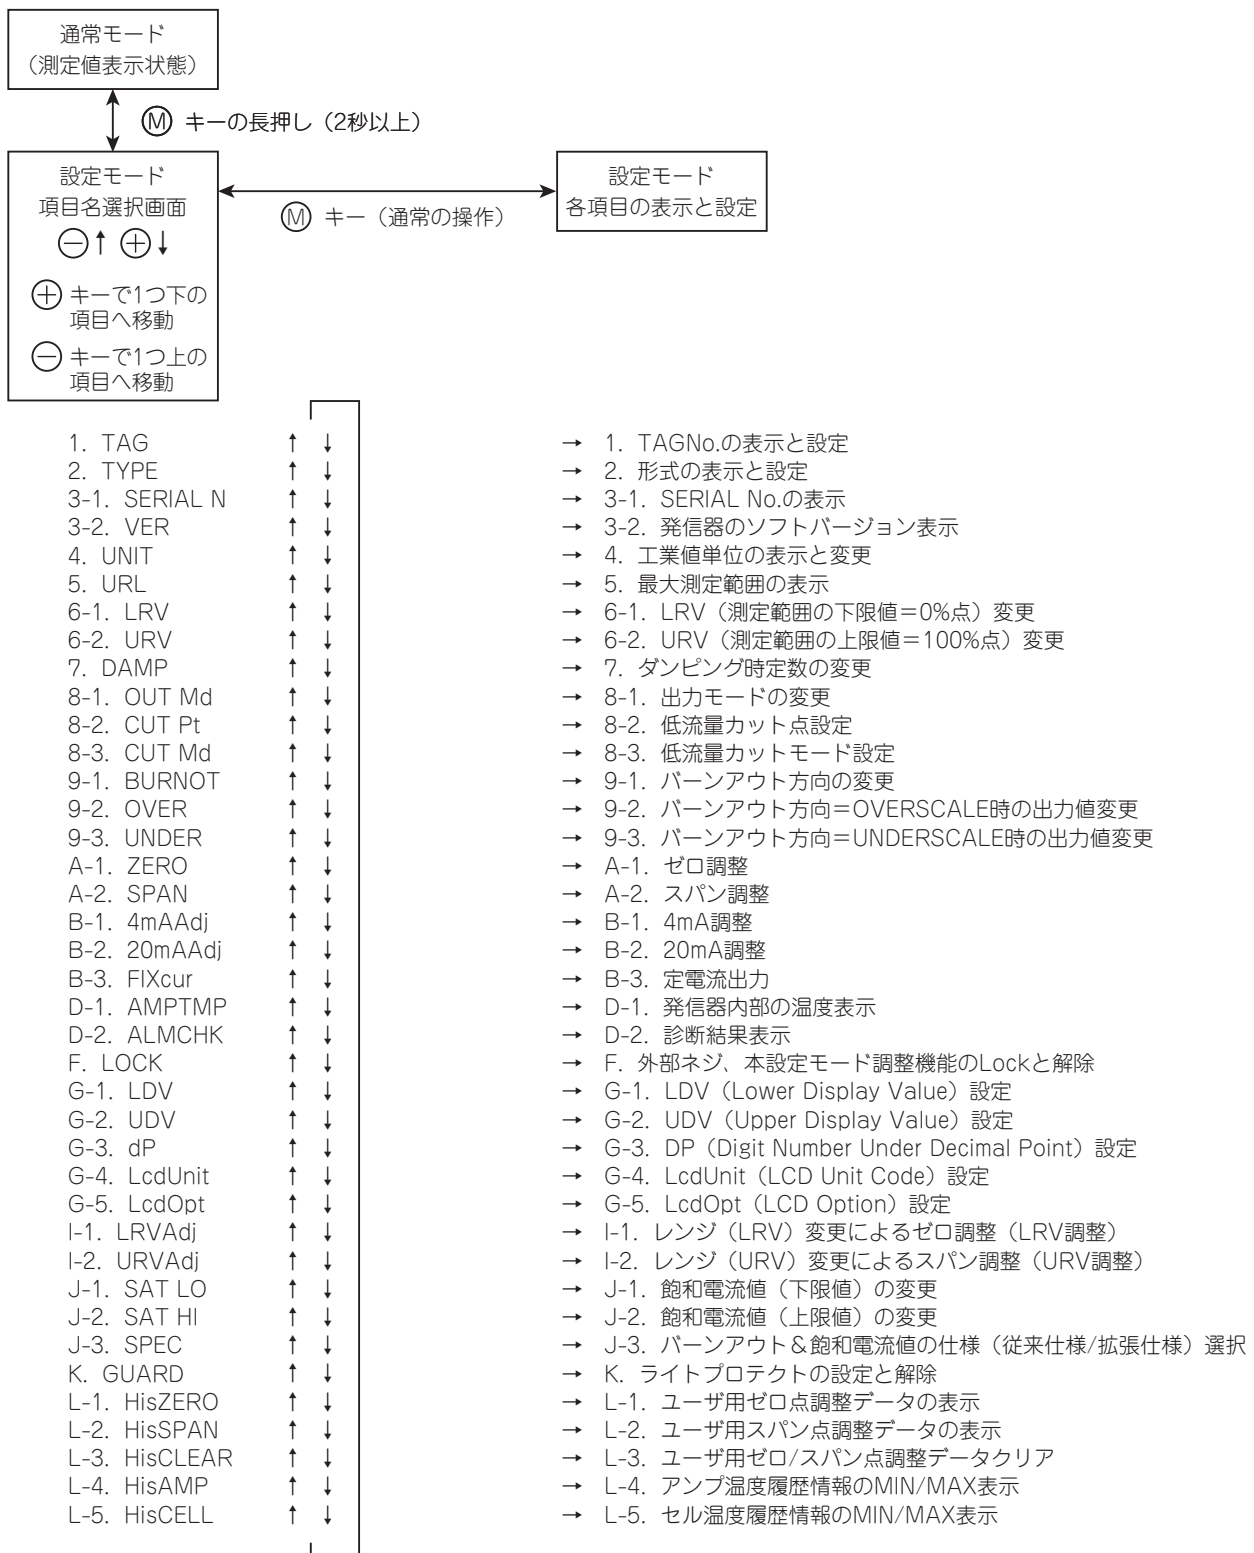 通常モード
（測定値表示状態）
Ⓜ キーの長押し（2秒以上）
設定モード
項目名選択画面
⊖↑ ⊕↓
⊕ キーで1つ下の
項目へ移動
⊖ キーで1つ上の
項目へ移動
Ⓜ キー（通常の操作）
設定モード
各項目の表示と設定
1. TAG ↑ ↓ → 1. TAGNo.の表示と設定
2. TYPE ↑ ↓ → 2. 形式の表示と設定
3-1. SERIAL N ↑ ↓ → 3-1. SERIAL No.の表示
3-2. VER ↑ ↓ → 3-2. 発信器のソフトバージョン表示
4. UNIT ↑ ↓ → 4. 工業値単位の表示と変更
5. URL ↑ ↓ → 5. 最大測定範囲の表示
6-1. LRV ↑ ↓ → 6-1. LRV（測定範囲の下限値＝0%点）変更
6-2. URV ↑ ↓ → 6-2. URV（測定範囲の上限値＝100%点）変更
7. DAMP ↑ ↓ → 7. ダンピング時定数の変更
8-1. OUT Md ↑ ↓ → 8-1. 出力モードの変更
8-2. CUT Pt ↑ ↓ → 8-2. 低流量カット点設定
8-3. CUT Md ↑ ↓ → 8-3. 低流量カットモード設定
9-1. BURNOT ↑ ↓ → 9-1. バーンアウト方向の変更
9-2. OVER ↑ ↓ → 9-2. バーンアウト方向＝OVERSCALE時の出力値変更
9-3. UNDER ↑ ↓ → 9-3. バーンアウト方向＝UNDERSCALE時の出力値変更
A-1. ZERO ↑ ↓ → A-1. ゼロ調整
A-2. SPAN ↑ ↓ → A-2. スパン調整
B-1. 4mAAdj ↑ ↓ → B-1. 4mA調整
B-2. 20mAAdj ↑ ↓ → B-2. 20mA調整
B-3. FIXcur ↑ ↓ → B-3. 定電流出力
D-1. AMPTMP ↑ ↓ → D-1. 発信器内部の温度表示
D-2. ALMCHK ↑ ↓ → D-2. 診断結果表示
F. LOCK ↑ ↓ → F. 外部ネジ、本設定モード調整機能のLockと解除
G-1. LDV ↑ ↓ → G-1. LDV（Lower Display Value）設定
G-2. UDV ↑ ↓ → G-2. UDV（Upper Display Value）設定
G-3. dP ↑ ↓ → G-3. DP（Digit Number Under Decimal Point）設定
G-4. LcdUnit ↑ ↓ → G-4. LcdUnit（LCD Unit Code）設定
G-5. LcdOpt ↑ ↓ → G-5. LcdOpt（LCD Option）設定
I-1. LRVAdj ↑ ↓ → I-1. レンジ（LRV）変更によるゼロ調整（LRV調整）
I-2. URVAdj ↑ ↓ → I-2. レンジ（URV）変更によるスパン調整（URV調整）
J-1. SAT LO ↑ ↓ → J-1. 飽和電流値（下限値）の変更
J-2. SAT HI ↑ ↓ → J-2. 飽和電流値（上限値）の変更
J-3. SPEC ↑ ↓ → J-3. バーンアウト＆飽和電流値の仕様（従来仕様/拡張仕様）選択
K. GUARD ↑ ↓ → K. ライトプロテクトの設定と解除
L-1. HisZERO ↑ ↓ → L-1. ユーザ用ゼロ点調整データの表示
L-2. HisSPAN ↑ ↓ → L-2. ユーザ用スパン点調整データの表示
L-3. HisCLEAR ↑ ↓ → L-3. ユーザ用ゼロ/スパン点調整データクリア
L-4. HisAMP ↑ ↓ → L-4. アンプ温度履歴情報のMIN/MAX表示
L-5. HisCELL ↑ ↓ → L-5. セル温度履歴情報のMIN/MAX表示